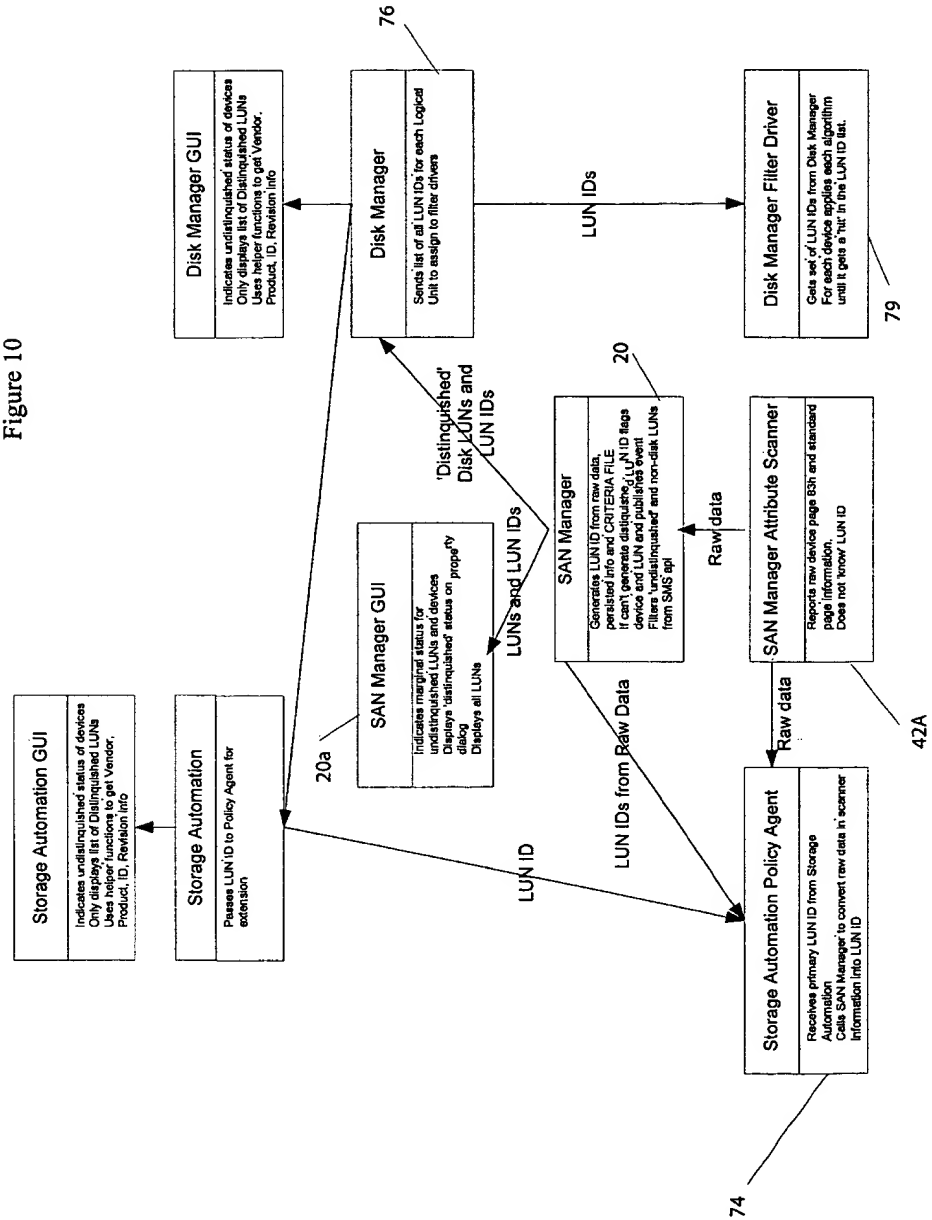 Figure 10
Storage Automation GUI
Indicates undistinquished status of devices
Only displays list of Distinquished LUNs
Uses helper functions to get Vendor,
Product, ID, Revision Info
Disk Manager GUI
Indicates undistinquished status of devices
Only displays list of Distinquished LUNs
Uses helper functions to get Vendor,
Product, ID, Revision Info
Storage Automation
Passes LUN ID to Policy Agent for
extension
76
Disk Manager
Sends list of all LUN IDs for each Logical
Unit to assign to filter drivers
20a
SAN Manager GUI
Indicates marginal status for
undistinquished LUNs and devices
Displays 'distinquished' status on property
dialog
Displays all LUNs
'Distinquished'
Disk LUNs and
LUN IDs
LUNs and LUN IDs
LUN ID
LUN IDs
20
SAN Manager
Generates LUN ID from raw data,
persisted info and CRITERIA FILE
If can't generate distiquished LUN ID flags
device and LUN and publishes event
Filters 'undistinqushed' and non-disk LUNs
from SMS api
LUN IDs from Raw Data
Raw data
Storage Automation Policy Agent
Receives primary LUN ID from Storage
Automation
Calls SAN Manager to convert raw data in scanner
information into LUN ID
74
Raw data
SAN Manager Attribute Scanner
Reports raw device page 83h and standard
page information.
Does not 'know' LUN ID
42A
Disk Manager Filter Driver
Gets set of LUN IDs from Disk Manager
For each device applies each algorithm
until it gets a 'hit' in the LUN ID list.
79